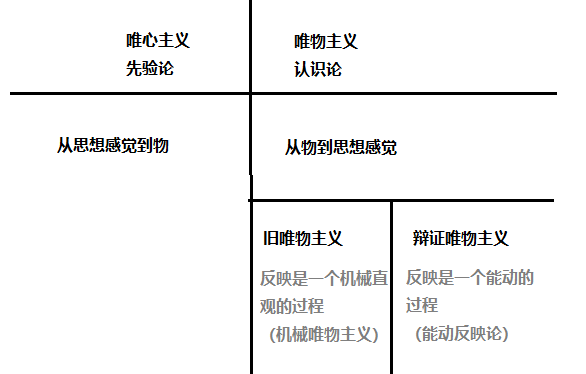 唯心主义
先验论
唯物主义
认识论
从思想感觉到物
从物到思想感觉
旧唯物主义
反映是一个机械直
观的过程
（机械唯物主义）
辩证唯物主义
反映是一个能动的
过程
（能动反映论）